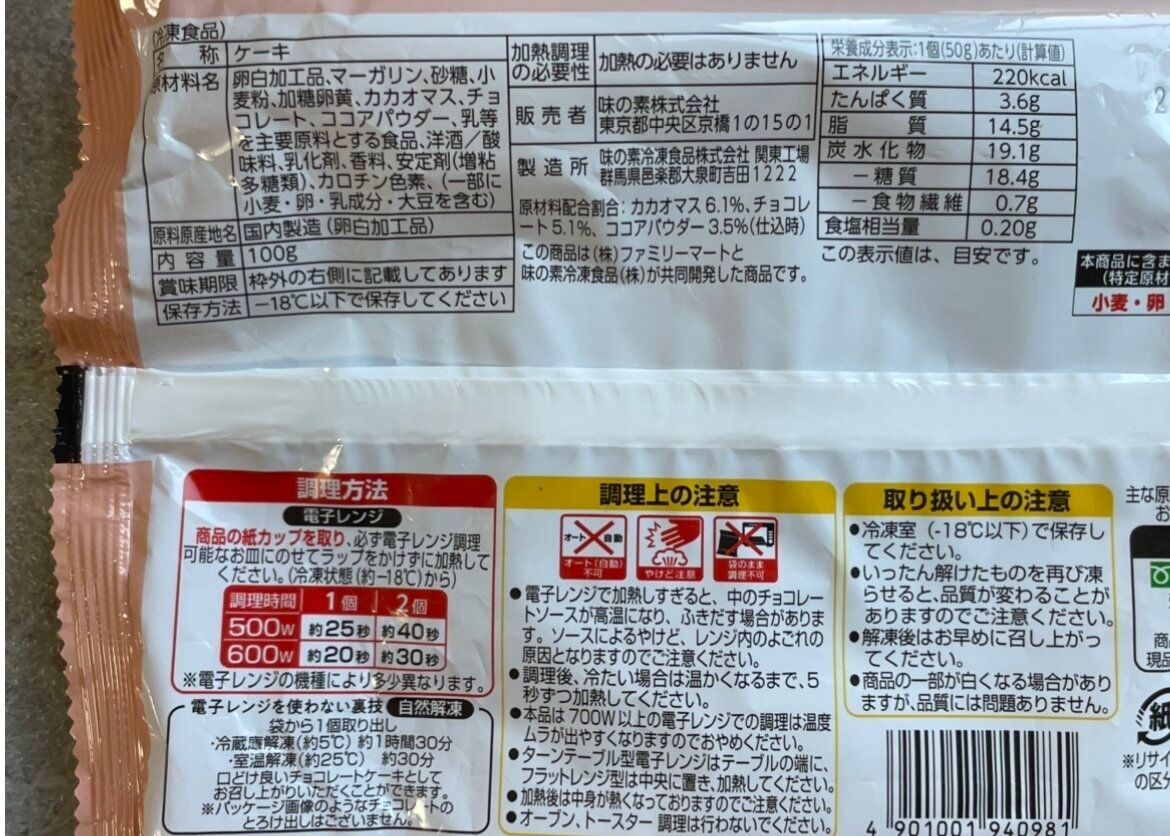 (冷凍食品)
名 称 ケーキ
原材料名 卵白加工品、マーガリン、砂糖、小
麦粉、加糖卵黄、カカオマス、チョ
コレート、ココアパウダー、乳等
を主要原料とする食品、洋酒／酸
味料、乳化剤、香料、安定剤(増粘
多糖類)、カロチン色素、(一部に
小麦・卵・乳成分・大豆を含む)
原料原産地名 国内製造(卵白加工品)
内容量 100g
賞味期限 枠外の右側に記載してあります
保存方法 −18℃以下で保存してください
加熱調理
の必要性 加熱の必要はありません
販売者 味の素株式会社
東京都中央区京橋1の15の1
製造所 味の素冷凍食品株式会社 関東工場
群馬県邑楽郡大泉町吉田1222
原材料配合割合：カカオマス 6.1%、チョコレ
ート 5.1%、ココアパウダー 3.5%(仕込時)
この商品は(株)ファミリーマートと
味の素冷凍食品(株)が共同開発した商品です。
栄養成分表示:1個(50g)あたり(計算値)
エネルギー 220kcal
たんぱく質 3.6g
脂質 14.5g
炭水化物 19.1g
−糖質 18.4g
−食物繊維 0.7g
食塩相当量 0.20g
この表示値は、目安です。
2
本商品に含ま
(特定原材
小麦・卵
調理方法
電子レンジ
商品の紙カップを取り、必ず電子レンジ調理
可能なお皿にのせてラップをかけずに加熱して
ください。(冷凍状態(約−18℃)から)
調理時間 1個 2個
500W 約25秒 約40秒
600W 約20秒 約30秒
※電子レンジの機種により多少異なります。
電子レンジを使わない裏技 自然解凍
袋から1個取り出し
・冷蔵庫解凍(約5℃) 約1時間30分
・室温解凍(約25℃) 約30分
口どけ良いチョコレートケーキとして
お召し上がりいただくことができます。
※パッケージ画像のようなチョコレートの
とろけ出しはございません。
調理上の注意
オート 自動
オート(自動)
不可
やけど注意
袋のまま
調理不可
●電子レンジで加熱しすぎると、中のチョコレー
トソースが高温になり、ふきだす場合がありま
す。ソースによるやけど、レンジ内のよごれの
原因となりますのでご注意ください。
●調理後、冷たい場合は温かくなるまで、5
秒ずつ加熱してください。
●本品は700W以上の電子レンジでの調理は温度
ムラが出やすくなりますのでおやめください。
●ターンテーブル型電子レンジはテーブルの端に、
フラットレンジ型は中央に置き、加熱してください。
●加熱後は中身が熱くなっておりますのでご注意ください。
●オーブン、トースター調理は行わないでください。
取り扱い上の注意
●冷凍室(-18℃以下)で保存し
てください。
●いったん解けたものを再び凍
らせると、品質が変わることが
ありますのでご注意ください。
●解凍後はお早めに召し上がっ
てください。
●商品の一部が白くなる場合があり
ますが、品質には問題ありません。
4 901001 940981
主な原
お
商
現品
紙
※リサイ
の区分